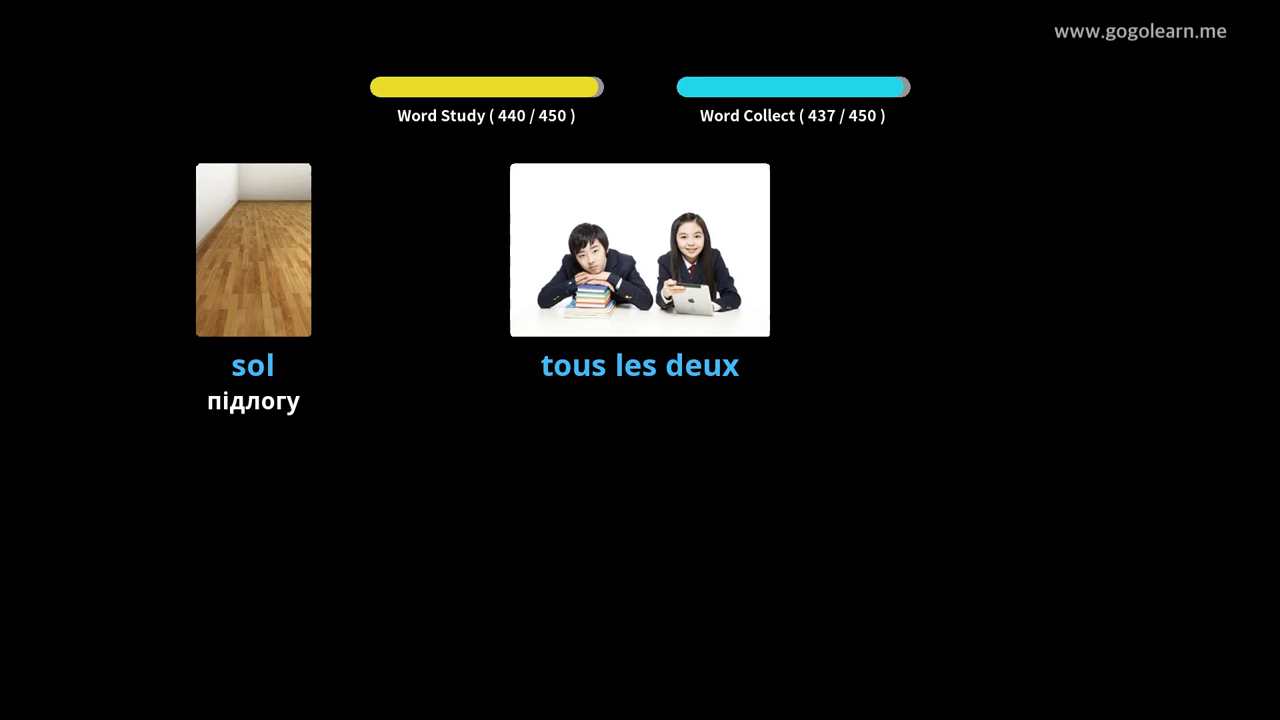 www.gogolearn.me
Word Study ( 440 / 450 )
Word Collect ( 437 / 450 )
sol
підлогу
tous les deux